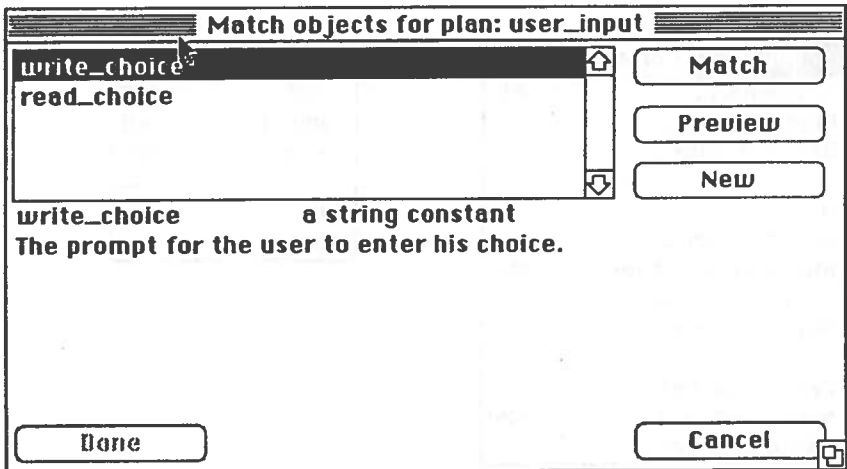 Match objects for plan: user_input
write_choice
read_choice
Match
Preview
New
write_choice a string constant
The prompt for the user to enter his choice.
Done
Cancel